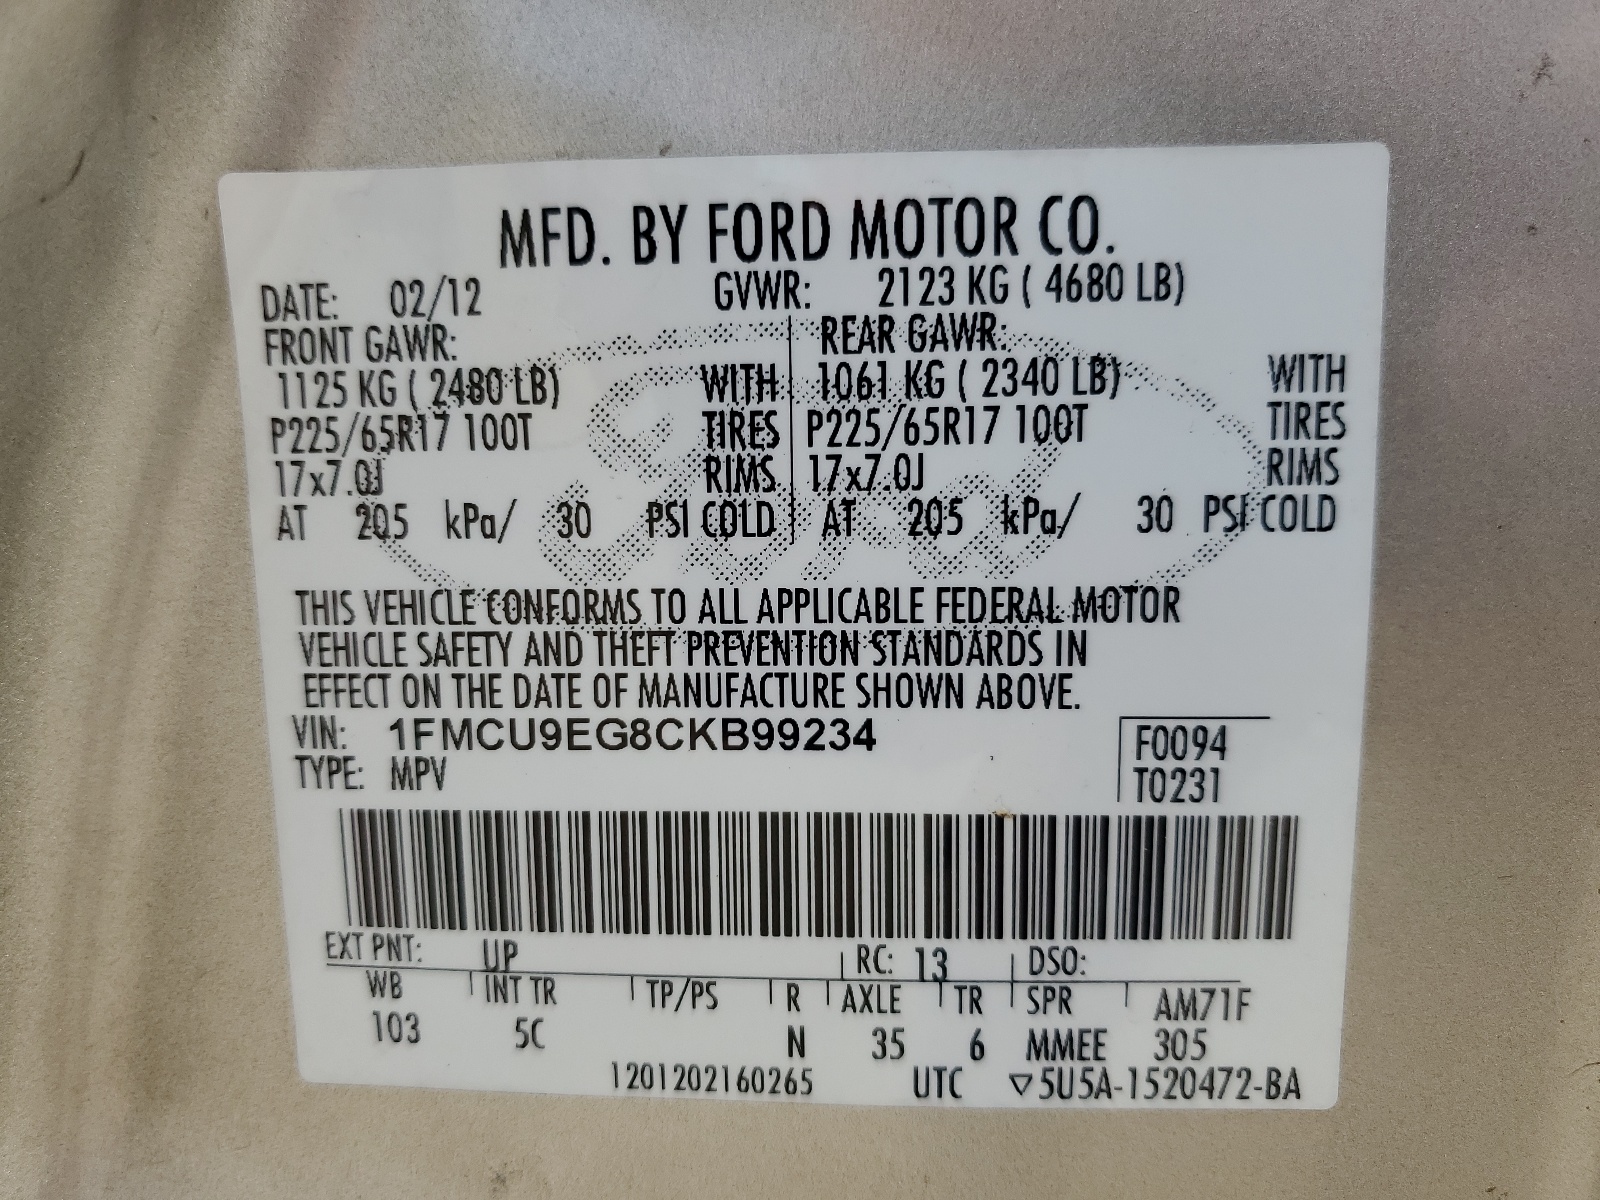 MFD. BY FORD MOTOR CO.
DATE: 02/12 GVWR: 2123 KG ( 4680 LB)
FRONT GAWR: REAR GAWR:
1125 KG ( 2480 LB) WITH 1061 KG ( 2340 LB) WITH
P225/65R17 100T TIRES P225/65R17 100T TIRES
17x7.0J RIMS 17x7.0J RIMS
AT 205 kPa/ 30 PSI COLD AT 205 kPa/ 30 PSI COLD
THIS VEHICLE CONFORMS TO ALL APPLICABLE FEDERAL MOTOR
VEHICLE SAFETY AND THEFT PREVENTION STANDARDS IN
EFFECT ON THE DATE OF MANUFACTURE SHOWN ABOVE.
VIN: 1FMCU9EG8CKB99234 F0094
TYPE: MPV T0231
EXT PNT: UP RC: 13 DSO:
WB INT TR TP/PS R AXLE TR SPR AM71F
103 5C N 35 6 MMEE 305
1201202160265 UTC ▽5U5A-1520472-BA
Ford